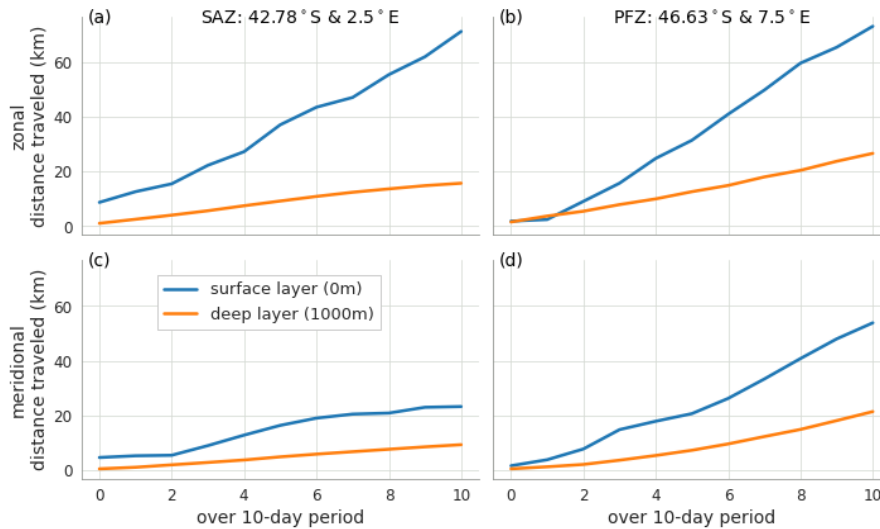 (a) SAZ: 42.78°S & 2.5°E
(b) PFZ: 46.63°S & 7.5°E
zonal
distance traveled (km)
60
40
20
0
(c)
(d)
surface layer (0m)
deep layer (1000m)
meridional
distance traveled (km)
60
40
20
0
0 2 4 6 8 10
0 2 4 6 8 10
over 10-day period
over 10-day period